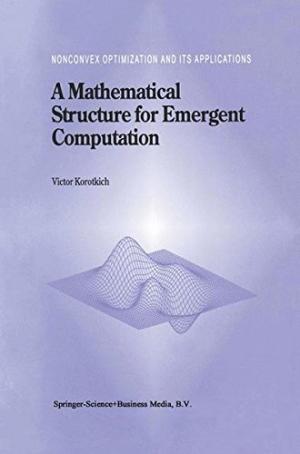 NONCONVEX OPTIMIZATION AND ITS APPLICATIONS
A Mathematical
Structure for Emergent
Computation
Victor Korotkich
Springer-Science+Business Media, B.V.